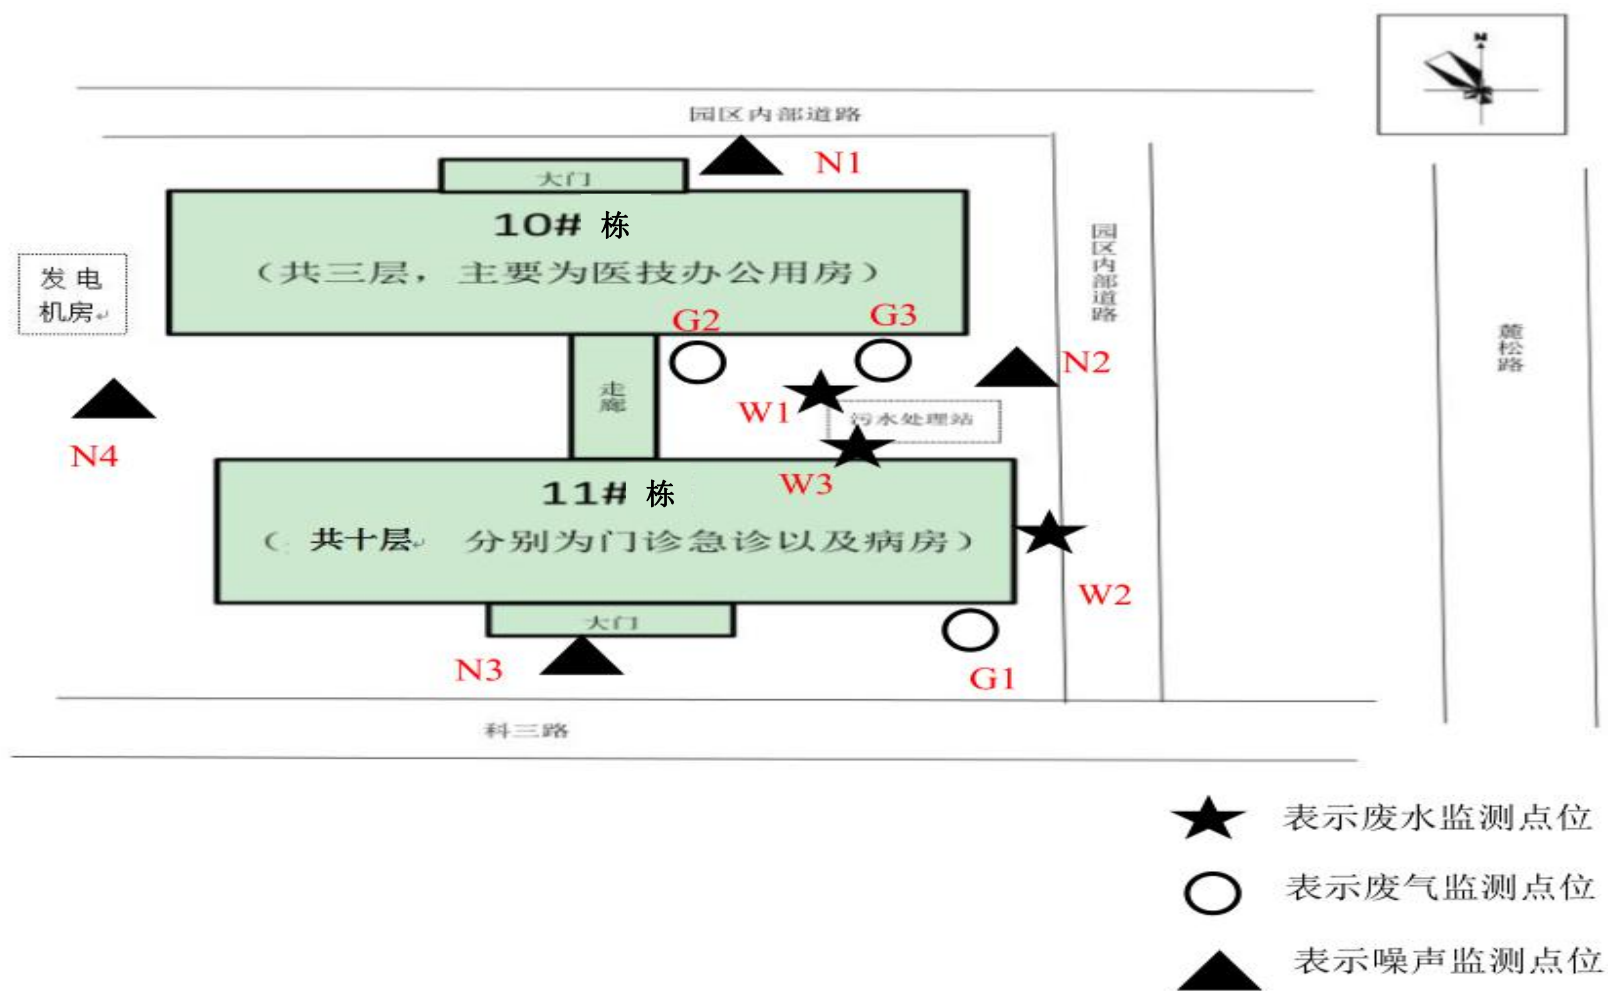 N
园区内部道路
N1
大门
10# 栋
（共三层，主要为医技办公用房）
发电
机房
园区内部道路
G2
G3
麓松路
N2
走廊
W1
污水处理站
N4
W3
11# 栋
（共十层 分别为门诊急诊以及病房）
W2
大门
N3
G1
科三路
表示废水监测点位
表示废气监测点位
表示噪声监测点位